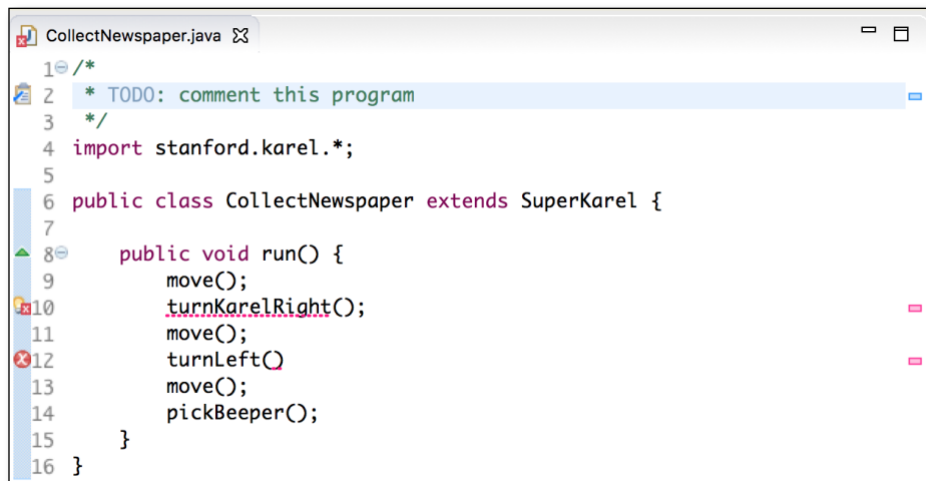 CollectNewspaper.java
1 /*
2  * TODO: comment this program
3  */
4 import stanford.karel.*;
5
6 public class CollectNewspaper extends SuperKarel {
7
8     public void run() {
9         move();
10         turnKarelRight();
11         move();
12         turnLeft()
13         move();
14         pickBeeper();
15     }
16 }